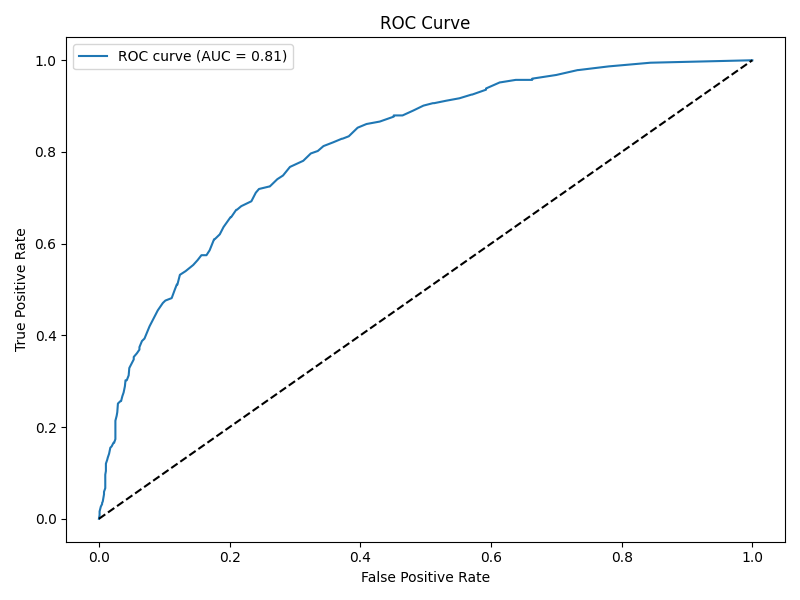 ROC Curve
ROC curve (AUC = 0.81)
1.0
0.8
0.6
0.4
0.2
0.0
True Positive Rate
0.0 0.2 0.4 0.6 0.8 1.0
False Positive Rate